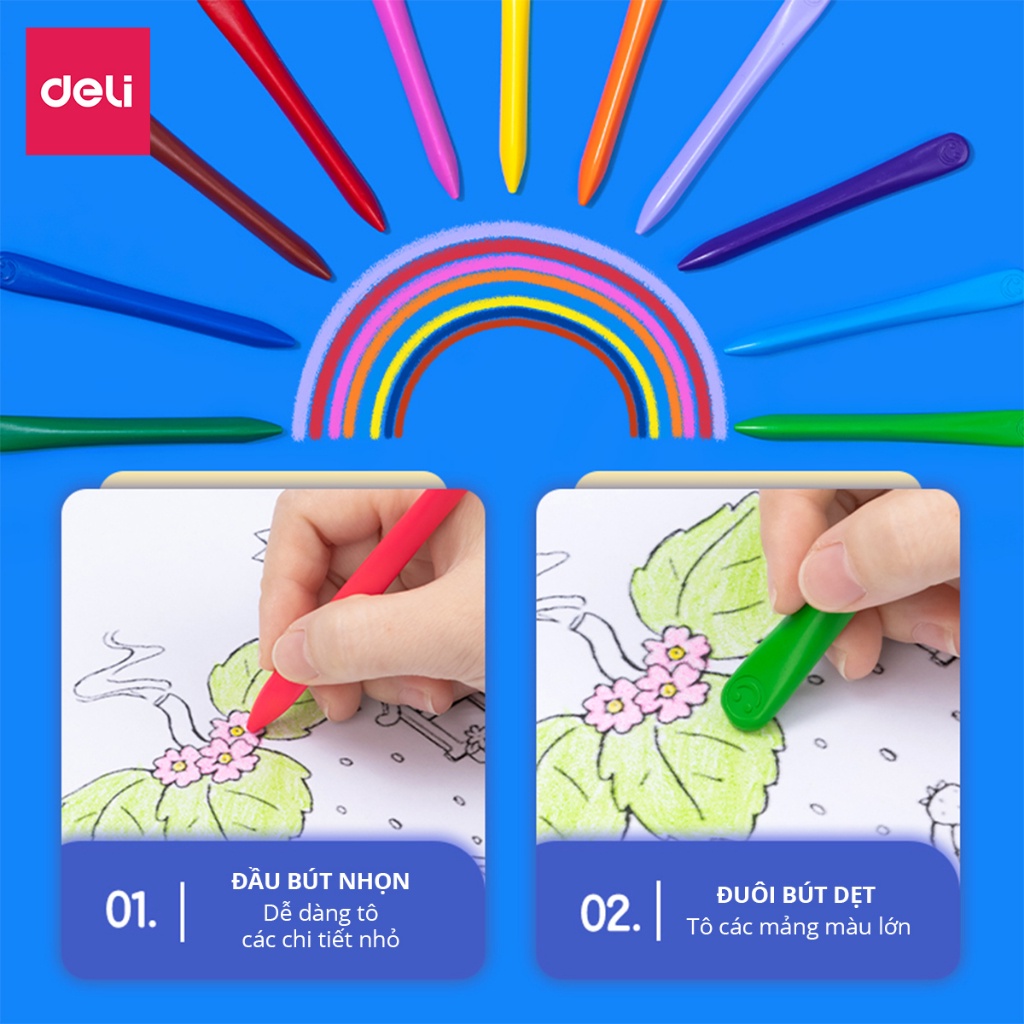 deli
01.
ĐẦU BÚT NHỌN
Dễ dàng tô
các chi tiết nhỏ
02.
ĐUÔI BÚT DẸT
Tô các mảng màu lớn